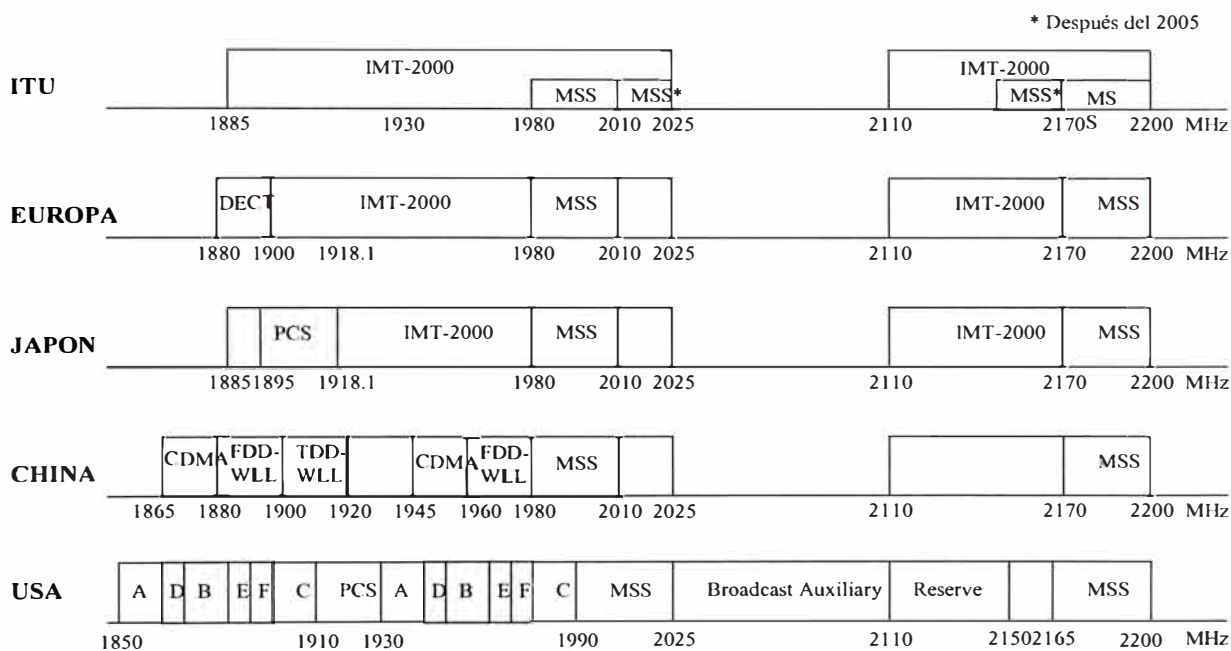 * Después del 2005
ITU
IMT-2000
IMT-2000
MSS
MSS*
MSS*
MS
S
1885
1930
1980
2010
2025
2110
2170
2200
MHz
EUROPA
DECT
IMT-2000
MSS
IMT-2000
MSS
1880
1900
1918.1
1980
2010
2025
2110
2170
2200
MHz
JAPON
PCS
IMT-2000
MSS
IMT-2000
MSS
1885
1895
1918.1
1980
2010
2025
2110
2170
2200
MHz
CHINA
CDMA
FDD-
WLL
TDD-
WLL
CDMA
FDD-
WLL
MSS
MSS
1865
1880
1900
1920
1945
1960
1980
2010
2025
2110
2170
2200
MHz
USA
A
D
B
E
F
C
PCS
A
D
B
E
F
C
MSS
Broadcast Auxiliary
Reserve
MSS
1850
1910
1930
1990
2025
2110
2150
2165
2200
MHz